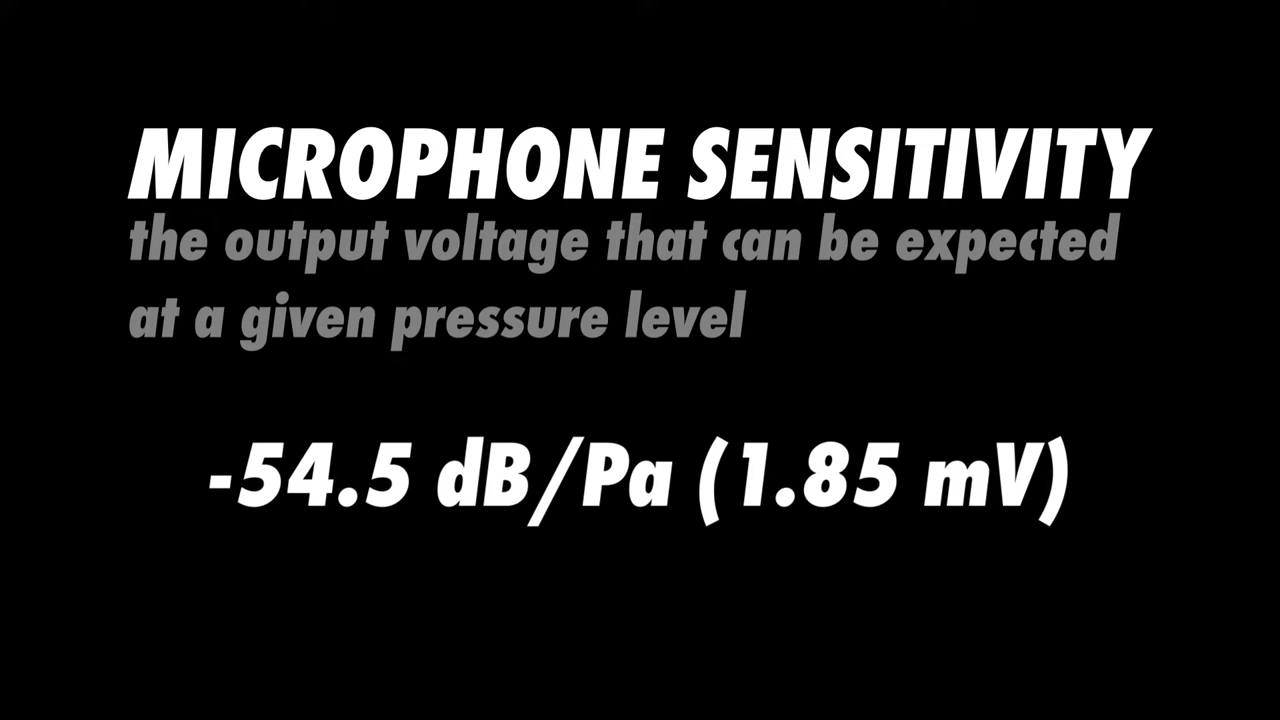 MICROPHONE SENSITIVITY
the output voltage that can be expected
at a given pressure level
-54.5 dB/Pa (1.85 mV)